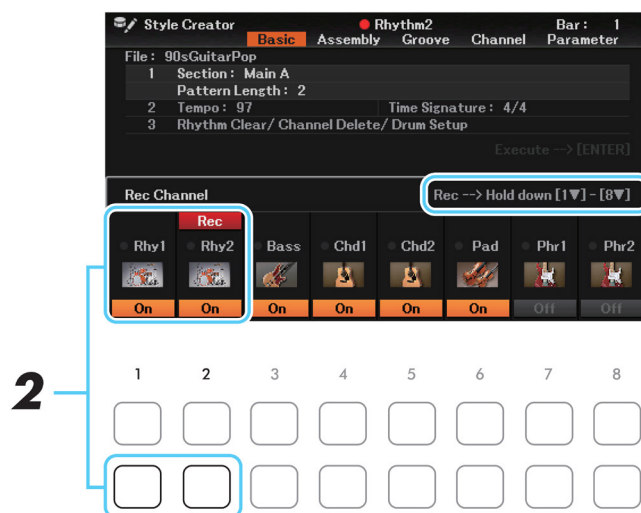 Style Creator Rhythm2 Bar: 1
Basic Assembly Groove Channel Parameter
File: 90sGuitarPop
1 Section: Main A
Pattern Length: 2
2 Tempo: 97 Time Signature: 4/4
3 Rhythm Clear/ Channel Delete/ Drum Setup
Execute --> [ENTER]
Rec Channel Rec --> Hold down [1▼] - [8▼]
Rec
Rhy1 Rhy2 Bass Chd1 Chd2 Pad Phr1 Phr2
On On On On On On Off Off
1 2 3 4 5 6 7 8
2